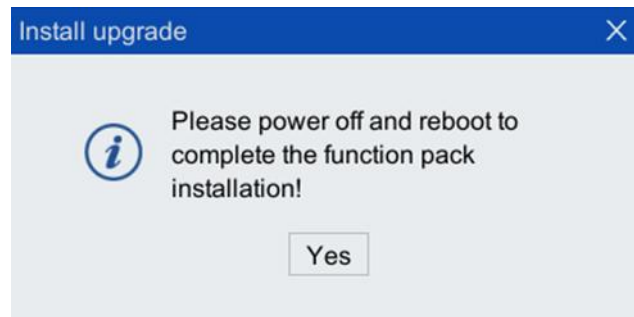 Install upgrade
Please power off and reboot to
complete the function pack
installation!
Yes